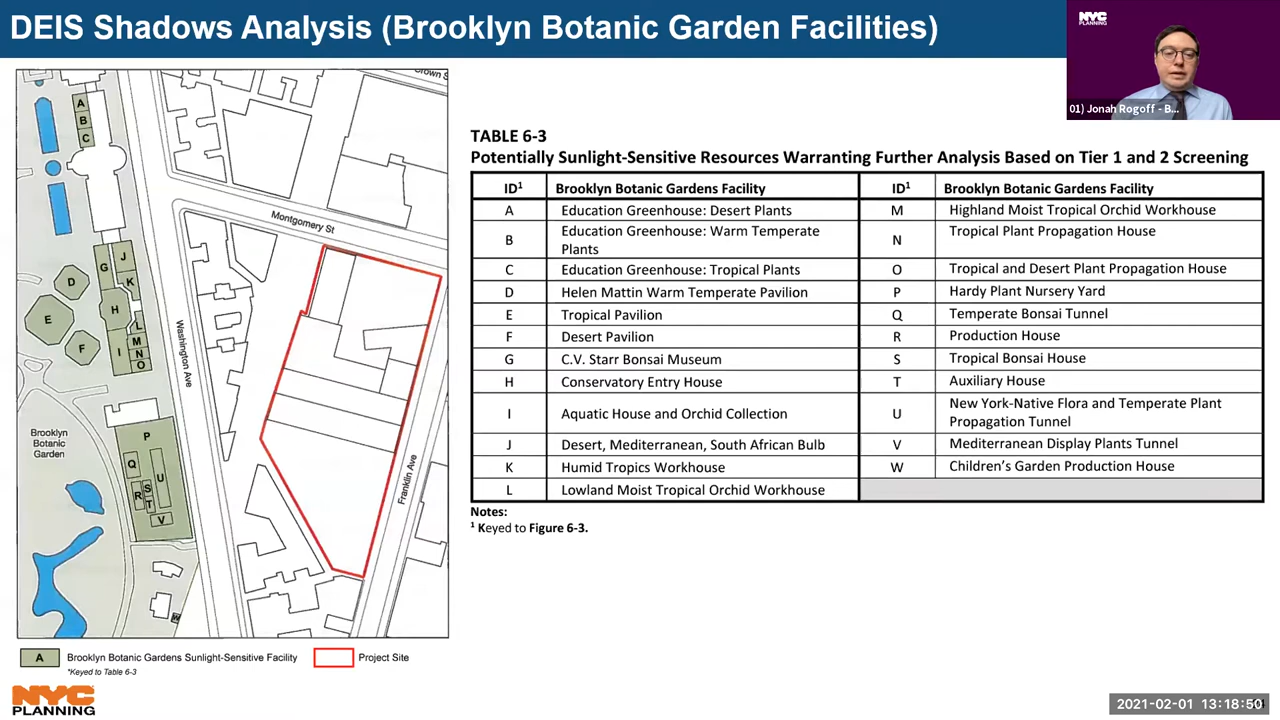 DEIS Shadows Analysis (Brooklyn Botanic Garden Facilities)
NYC
PLANNING
01) Jonah Rogoff - B...
Crown S
A
B
C
Montgomery St
J
G
K
D
H
E
L
F
M
I
N
O
Washington Ave
Brooklyn
Botanic
Garden
P
Q
U
S
R
T
V
W
Franklin Ave
A
Brooklyn Botanic Gardens Sunlight-Sensitive Facility
*Keyed to Table 6-3
Project Site
TABLE 6-3
Potentially Sunlight-Sensitive Resources Warranting Further Analysis Based on Tier 1 and 2 Screening
ID1 Brooklyn Botanic Gardens Facility ID1 Brooklyn Botanic Gardens Facility
A Education Greenhouse: Desert Plants M Highland Moist Tropical Orchid Workhouse
B Education Greenhouse: Warm Temperate Plants N Tropical Plant Propagation House
C Education Greenhouse: Tropical Plants O Tropical and Desert Plant Propagation House
D Helen Mattin Warm Temperate Pavilion P Hardy Plant Nursery Yard
E Tropical Pavilion Q Temperate Bonsai Tunnel
F Desert Pavilion R Production House
G C.V. Starr Bonsai Museum S Tropical Bonsai House
H Conservatory Entry House T Auxiliary House
I Aquatic House and Orchid Collection U New York-Native Flora and Temperate Plant Propagation Tunnel
J Desert, Mediterranean, South African Bulb V Mediterranean Display Plants Tunnel
K Humid Tropics Workhouse W Children's Garden Production House
L Lowland Moist Tropical Orchid Workhouse
Notes:
1 Keyed to Figure 6-3.
NYC
PLANNING
2021-02-01 13:18:50